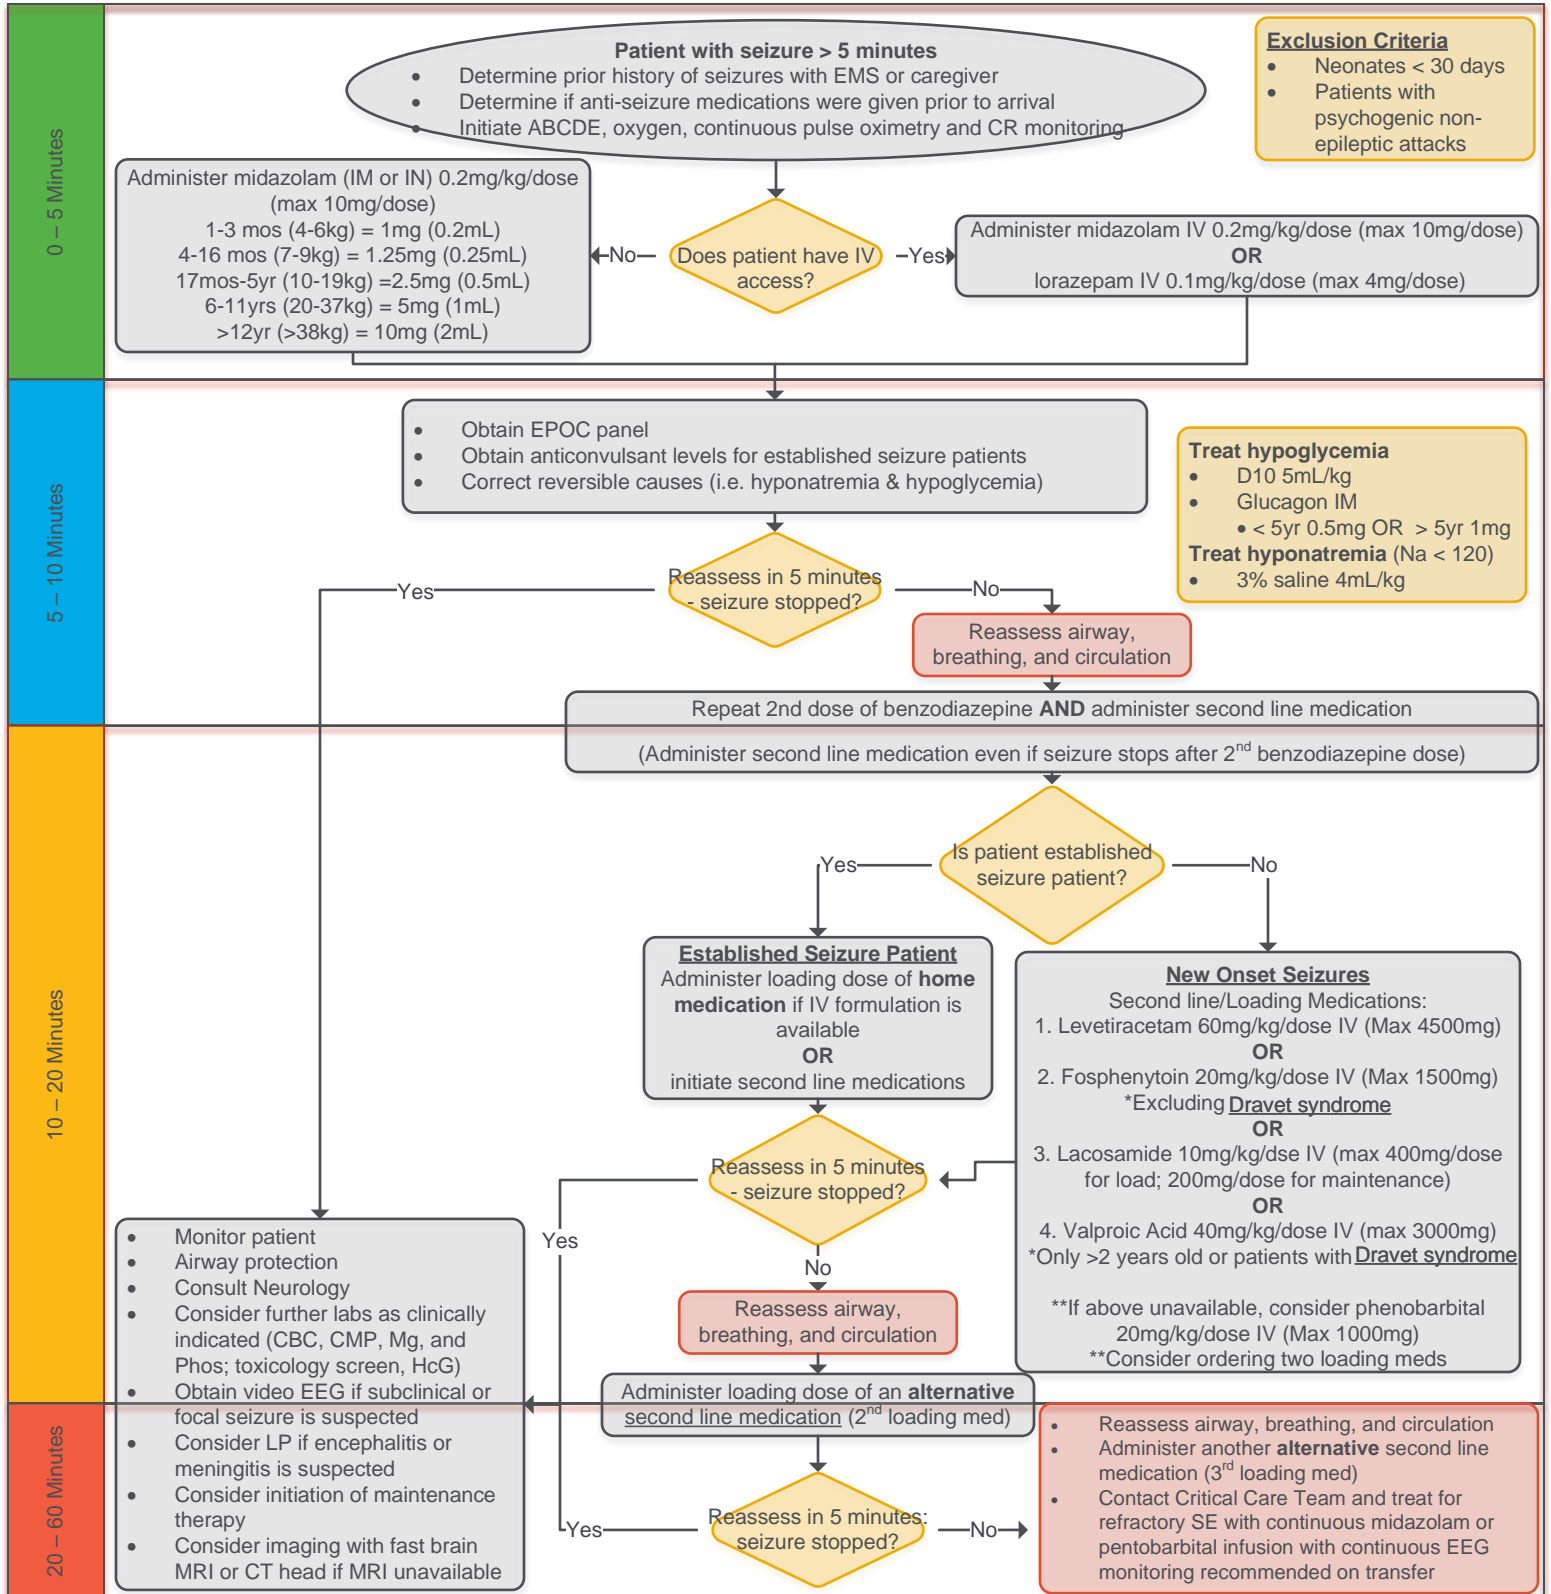 0 – 5 Minutes
Patient with seizure > 5 minutes
• Determine prior history of seizures with EMS or caregiver
• Determine if anti-seizure medications were given prior to arrival
• Initiate ABCDE, oxygen, continuous pulse oximetry and CR monitoring
Exclusion Criteria
• Neonates < 30 days
• Patients with
psychogenic non-
epileptic attacks
Administer midazolam (IM or IN) 0.2mg/kg/dose
(max 10mg/dose)
1-3 mos (4-6kg) = 1mg (0.2mL)
4-16 mos (7-9kg) = 1.25mg (0.25mL)
17mos-5yr (10-19kg) =2.5mg (0.5mL)
6-11yrs (20-37kg) = 5mg (1mL)
>12yr (>38kg) = 10mg (2mL)
No
Does patient have IV
access?
Yes
Administer midazolam IV 0.2mg/kg/dose (max 10mg/dose)
OR
lorazepam IV 0.1mg/kg/dose (max 4mg/dose)
5 – 10 Minutes
• Obtain EPOC panel
• Obtain anticonvulsant levels for established seizure patients
• Correct reversible causes (i.e. hyponatremia & hypoglycemia)
Treat hypoglycemia
• D10 5mL/kg
• Glucagon IM
• < 5yr 0.5mg OR > 5yr 1mg
Treat hyponatremia (Na < 120)
• 3% saline 4mL/kg
Yes
Reassess in 5 minutes
- seizure stopped?
No
Reassess airway,
breathing, and circulation
Repeat 2nd dose of benzodiazepine AND administer second line medication
(Administer second line medication even if seizure stops after 2nd benzodiazepine dose)
10 – 20 Minutes
Yes
Is patient established
seizure patient?
No
Established Seizure Patient
Administer loading dose of home
medication if IV formulation is
available
OR
initiate second line medications
New Onset Seizures
Second line/Loading Medications:
1. Levetiracetam 60mg/kg/dose IV (Max 4500mg)
OR
2. Fosphenytoin 20mg/kg/dose IV (Max 1500mg)
*Excluding Dravet syndrome
OR
3. Lacosamide 10mg/kg/dse IV (max 400mg/dose
for load; 200mg/dose for maintenance)
OR
4. Valproic Acid 40mg/kg/dose IV (max 3000mg)
*Only >2 years old or patients with Dravet syndrome
**If above unavailable, consider phenobarbital
20mg/kg/dose IV (Max 1000mg)
**Consider ordering two loading meds
Reassess in 5 minutes
- seizure stopped?
Yes
No
Reassess airway,
breathing, and circulation
Administer loading dose of an alternative
second line medication (2nd loading med)
• Monitor patient
• Airway protection
• Consult Neurology
• Consider further labs as clinically
indicated (CBC, CMP, Mg, and
Phos; toxicology screen, HcG)
• Obtain video EEG if subclinical or
focal seizure is suspected
• Consider LP if encephalitis or
meningitis is suspected
• Consider initiation of maintenance
therapy
• Consider imaging with fast brain
MRI or CT head if MRI unavailable
20 – 60 Minutes
Yes
Reassess in 5 minutes:
seizure stopped?
No
• Reassess airway, breathing, and circulation
• Administer another alternative second line
medication (3rd loading med)
• Contact Critical Care Team and treat for
refractory SE with continuous midazolam or
pentobarbital infusion with continuous EEG
monitoring recommended on transfer